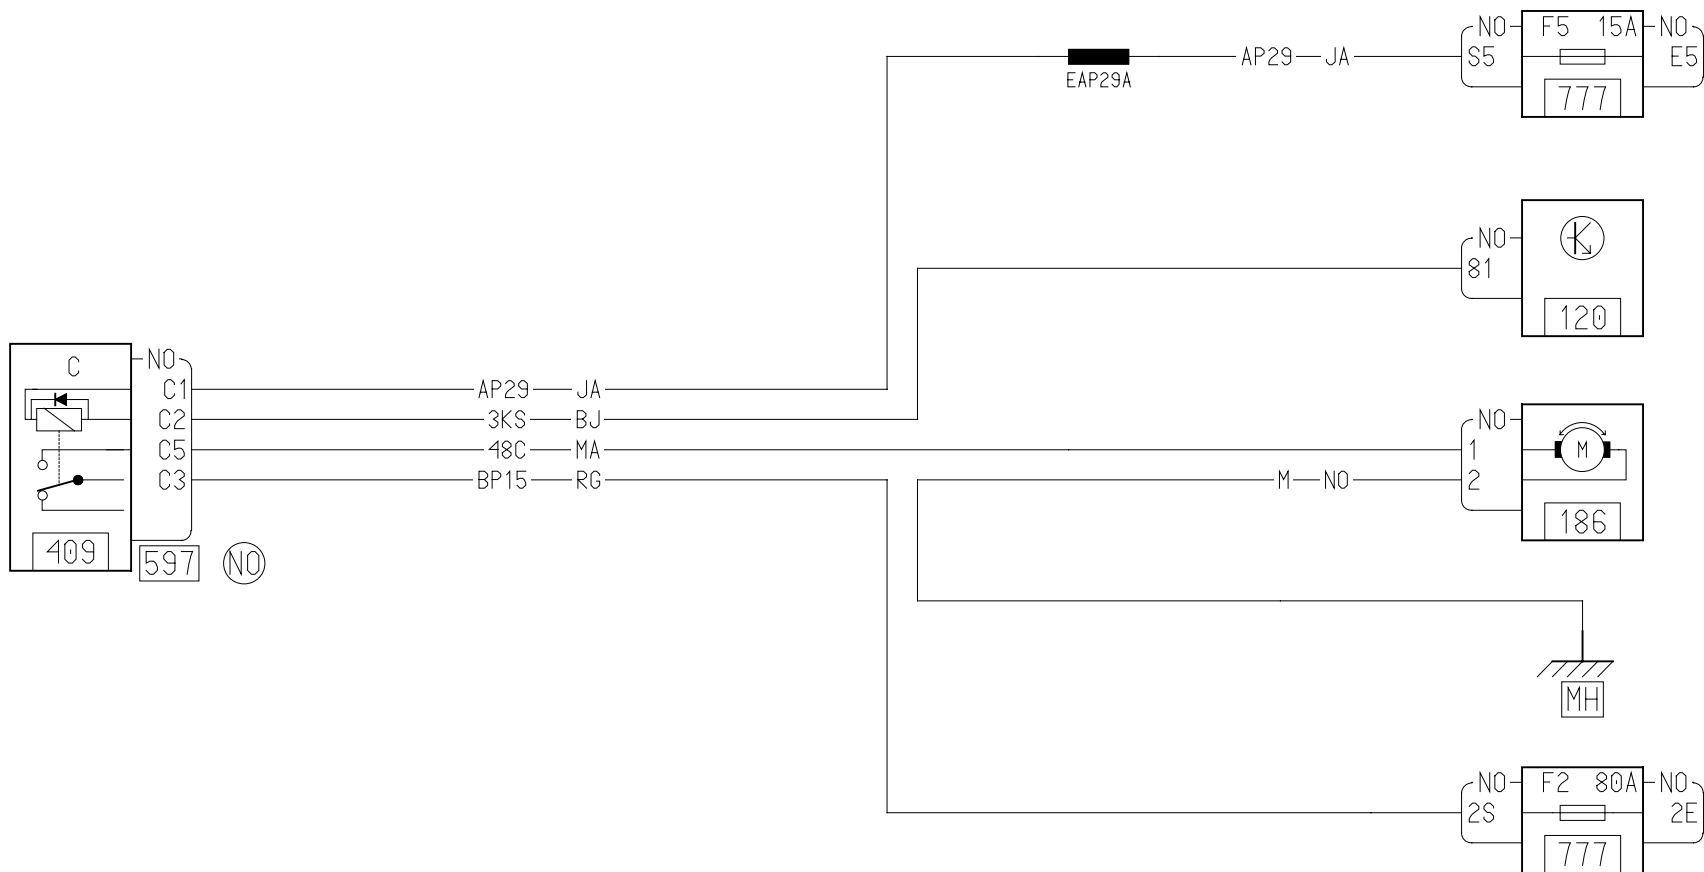 NO F5 15A NO
S5 AP29 JA E5
EAP29A
777
NO
81
120
C NO
C1 AP29 JA
C2 3KS BJ
C5 48C MA
C3 BP15 RG
409
597 NO
NO
1 M
2 M NO
186
MH
NO F2 80A NO
2S 2E
777